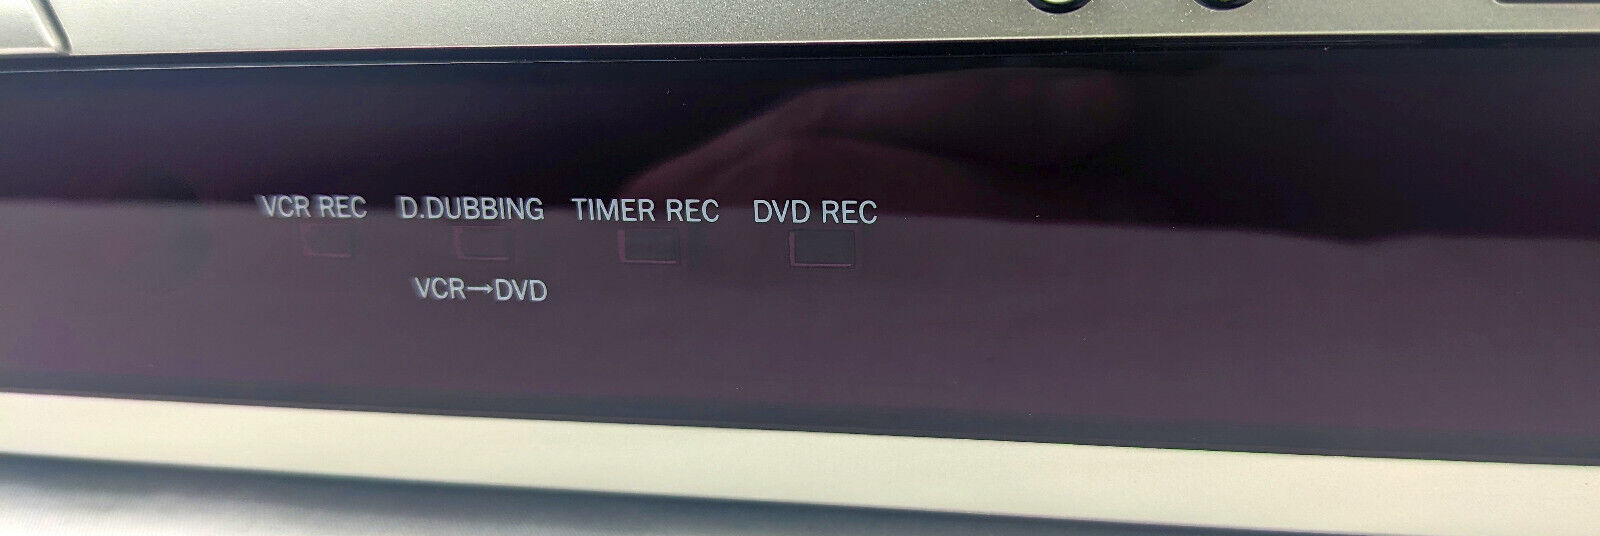 VCR REC D.DUBBING TIMER REC DVD REC
VCR→DVD